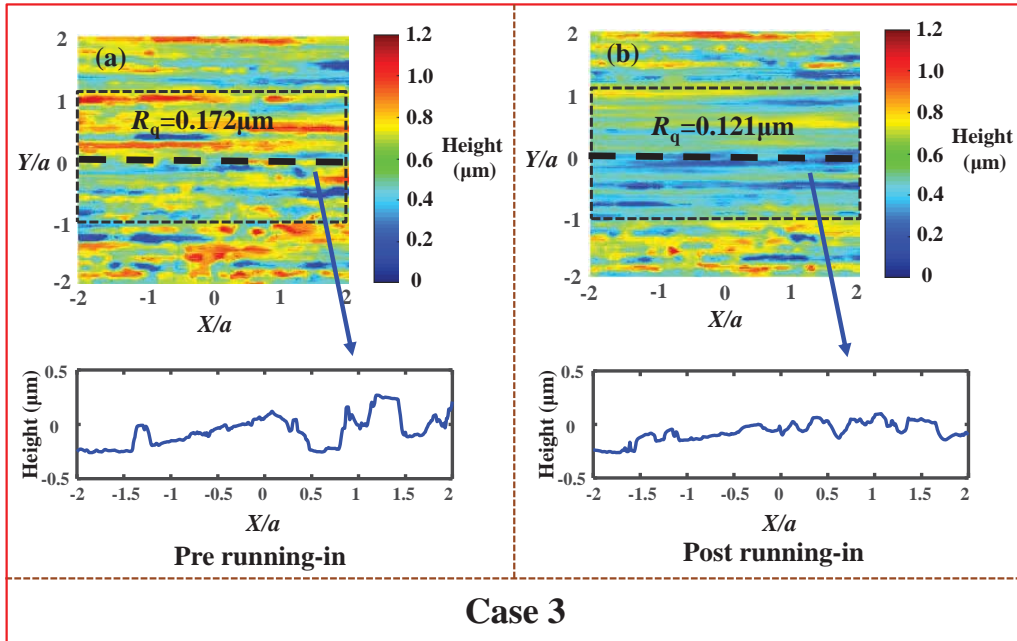 (a)
R_q=0.172μm
2
1
0
-1
-2
Y/a
-2 -1 0 1 2
X/a
1.2
1.0
0.8
0.6
0.4
0.2
0
Height
(μm)
(b)
R_q=0.121μm
2
1
0
-1
-2
Y/a
-2 -1 0 1 2
X/a
1.2
1.0
0.8
0.6
0.4
0.2
0
Height
(μm)
Height (μm)
0.5
0
-0.5
-2 -1.5 -1 -0.5 0 0.5 1 1.5 2
X/a
Pre running-in
Height (μm)
0.5
0
-0.5
-2 -1.5 -1 -0.5 0 0.5 1 1.5 2
X/a
Post running-in
Case 3